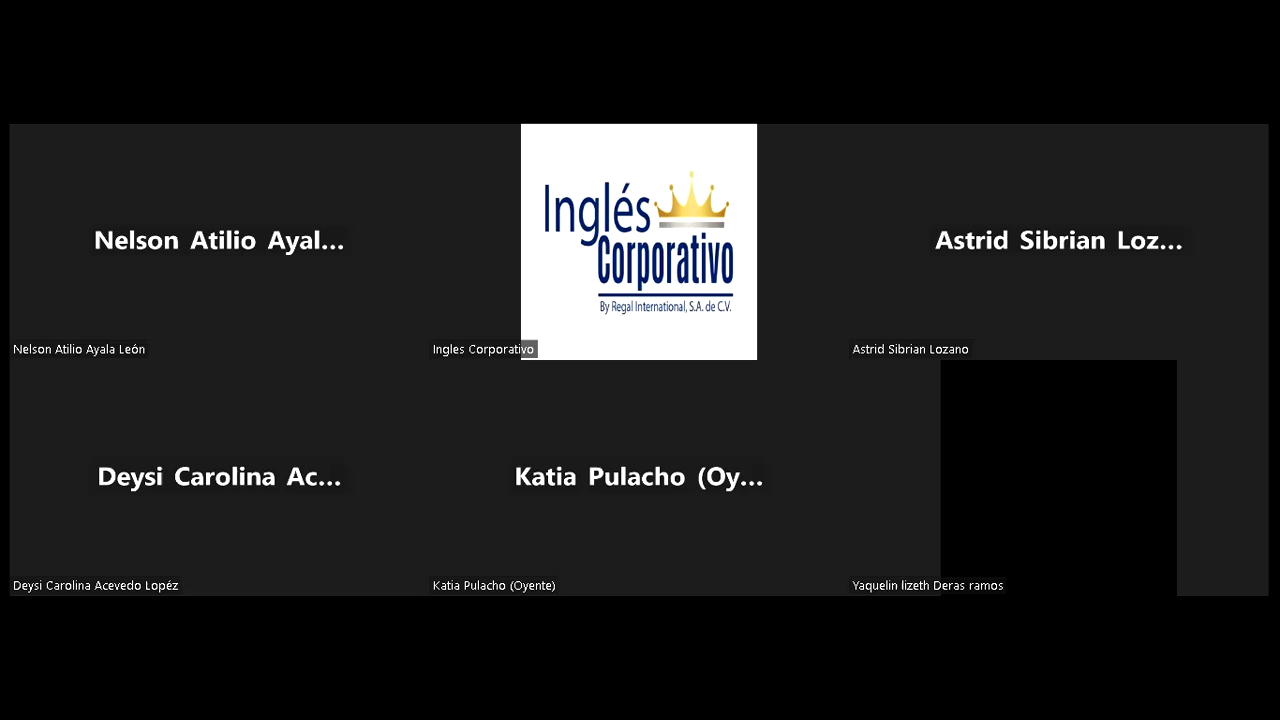 Nelson Atilio Ayal...
Nelson Atilio Ayala León
Inglés
Corporativo
By Regal International, S.A. de C.V.
Ingles Corporativo
Astrid Sibrian Loz...
Astrid Sibrian Lozano
Deysi Carolina Ac...
Deysi Carolina Acevedo Lopéz
Katia Pulacho (Oy...
Katia Pulacho (Oyente)
Yaquelin lizeth Deras ramos